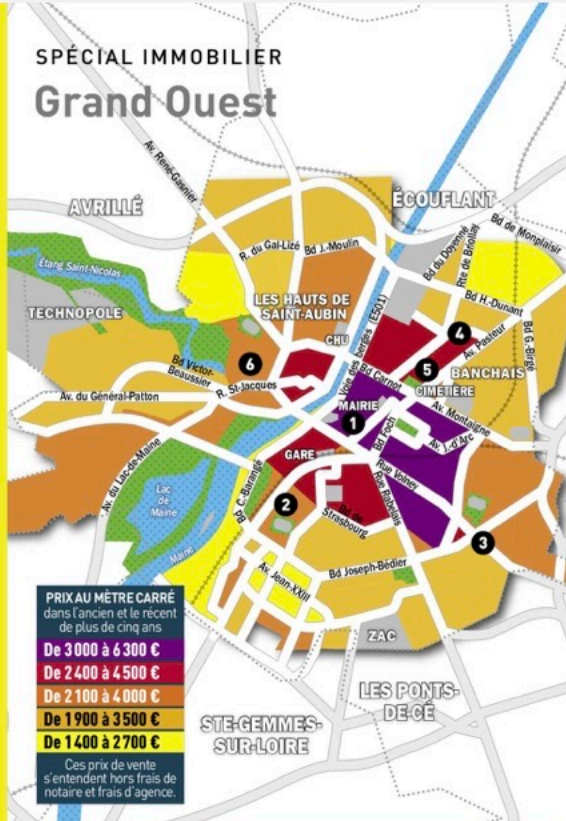 SPÉCIAL IMMOBILIER
Grand Ouest
Av. René-Gasnier
AVRILLÉ
ÉCOUFLANT
Bd de Monplaisir
Bd du Doyenné
Rte de Briollay
R. du Gal-Lizé
Bd J.-Moulin
Étang Saint-Nicolas
TECHNOPOLE
LES HAUTS DE
SAINT-AUBIN
CHU
Voie des berges (E501)
Bd H.-Dunant
4
Av. Pasteur
Bd G.-Birgé
6
5
BANCHAIS
Bd Victor-
Beaussier
R. St-Jacques
Bd Carnot
CIMETIÈRE
Av. du Général-Patton
MAIRIE
1
Av. Montaigne
Bd Foch
Av. J.-d'Arc
GARE
Rue Volney
Av. du Lac-de-Maine
Lac
de
Maine
Bd C.-Barangé
2
Rue Rabelais
Bd de
Strasbourg
3
Maine
Av. Jean-XXIII
Bd Joseph-Bédier
ZAC
LES PONTS-
DE-CÉ
STE-GEMMES-
SUR-LOIRE
PRIX AU MÈTRE CARRÉ
dans l'ancien et le récent
de plus de cinq ans
De 3000 à 6300 €
De 2400 à 4500 €
De 2100 à 4000 €
De 1900 à 3500 €
De 1400 à 2700 €
Ces prix de vente
s'entendent hors frais de
notaire et frais d'agence.